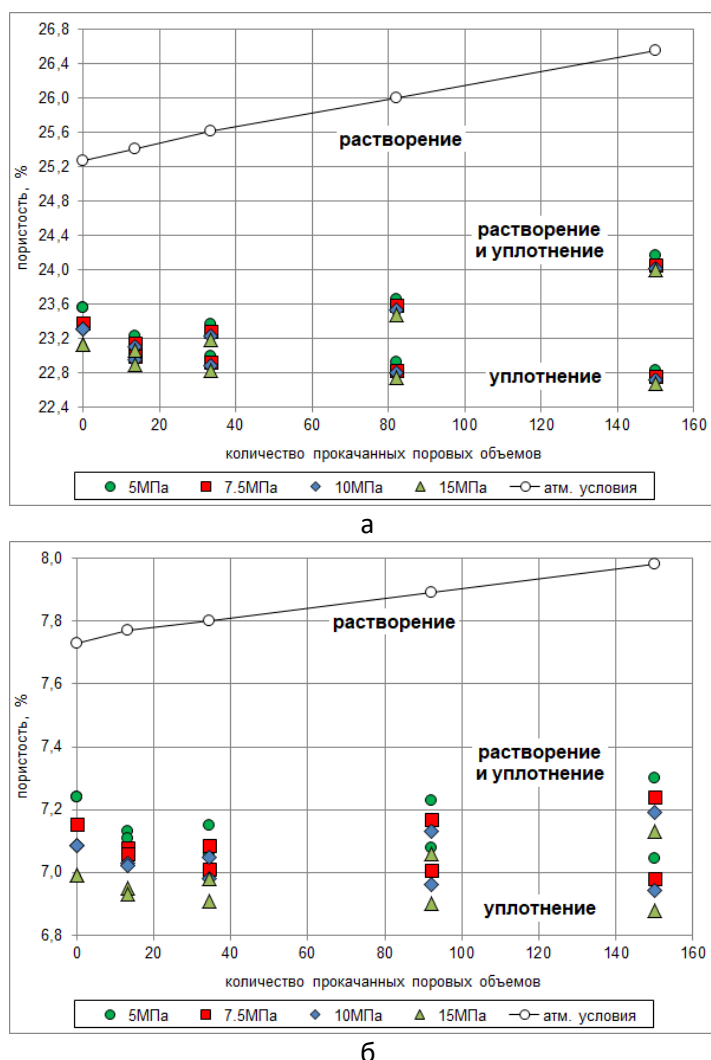 26,8
26,4
26,0
25,6
25,2
24,8
24,4
24,0
23,6
23,2
22,8
22,4
пористость, %
растворение
растворение
и уплотнение
уплотнение
0 20 40 60 80 100 120 140 160
количество прокачанных поровых объемов
5МПа 7.5МПа 10МПа 15МПа атм. условия
а
8,0
7,8
7,6
7,4
7,2
7,0
6,8
пористость, %
растворение
растворение
и уплотнение
уплотнение
0 20 40 60 80 100 120 140 160
количество прокачанных поровых объемов
5МПа 7.5МПа 10МПа 15МПа атм. условия
б